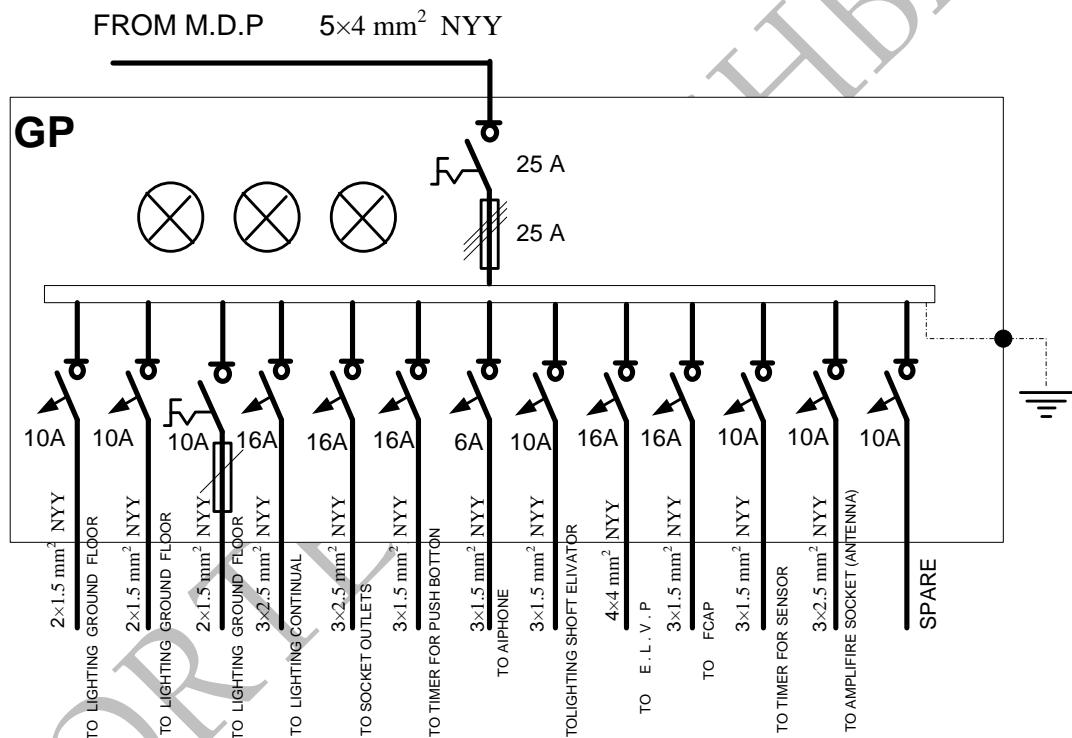 FROM M.D.P 5×4 mm² NYY
GP
25 A
25 A
10A
10A
10A
16A
16A
16A
6A
10A
16A
16A
10A
10A
10A
2×1.5 mm² NYY
TO LIGHTING GROUND FLOOR
2×1.5 mm² NYY
TO LIGHTING GROUND FLOOR
2×1.5 mm² NYY
TO LIGHTING GROUND FLOOR
3×2.5 mm² NYY
TO LIGHTING CONTINUAL
3×2.5 mm² NYY
TO SOCKET OUTLETS
3×1.5 mm² NYY
TO TIMER FOR PUSH BOTTON
3×1.5 mm² NYY
TO AIPHONE
3×1.5 mm² NYY
TOLIGHTING SHOFT ELIVATOR
4×4 mm² NYY
TO E . L . V . P
3×1.5 mm² NYY
TO FCAP
3×1.5 mm² NYY
TO TIMER FOR SENSOR
3×2.5 mm² NYY
TO AMPLIFIRE SOCKET (ANTENNA)
SPARE